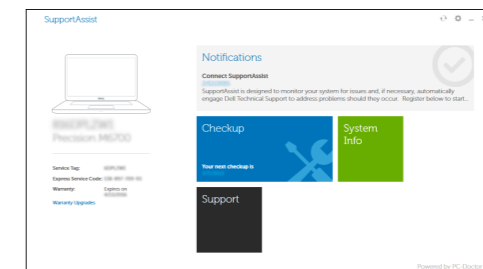 SupportAssist
Notifications
Connect SupportAssist
SupportAssist is designed to monitor your system for issues and, if necessary, automatically
engage Dell Technical Support to address problems should they occur. Register below to start...
Precision M6700
Checkup
System
Info
Your next checkup is
Service Tag:
Express Service Code:
Warranty:
Expires on
Warranty Upgrades
Support
Powered by PC-Doctor